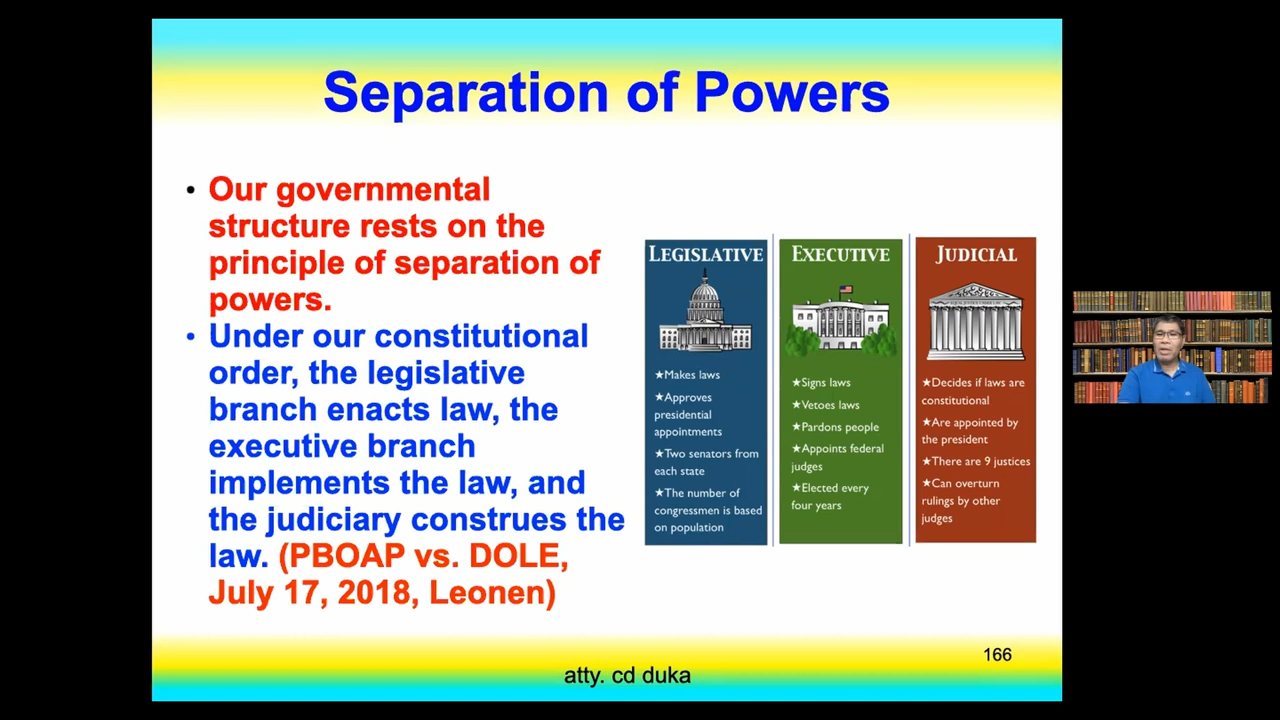 Separation of Powers
• Our governmental
structure rests on the
principle of separation of
powers.
• Under our constitutional
order, the legislative
branch enacts law, the
executive branch
implements the law, and
the judiciary construes the
law. (PBOAP vs. DOLE,
July 17, 2018, Leonen)
LEGISLATIVE
★Makes laws
★Approves
presidential
appointments
★Two senators from
each state
★The number of
congressmen is based
on population
EXECUTIVE
★Signs laws
★Vetoes laws
★Pardons people
★Appoints federal
judges
★Elected every
four years
JUDICIAL
★Decides if laws are
constitutional
★Are appointed by
the president
★There are 9 justices
★Can overturn
rulings by other
judges
166
atty. cd duka